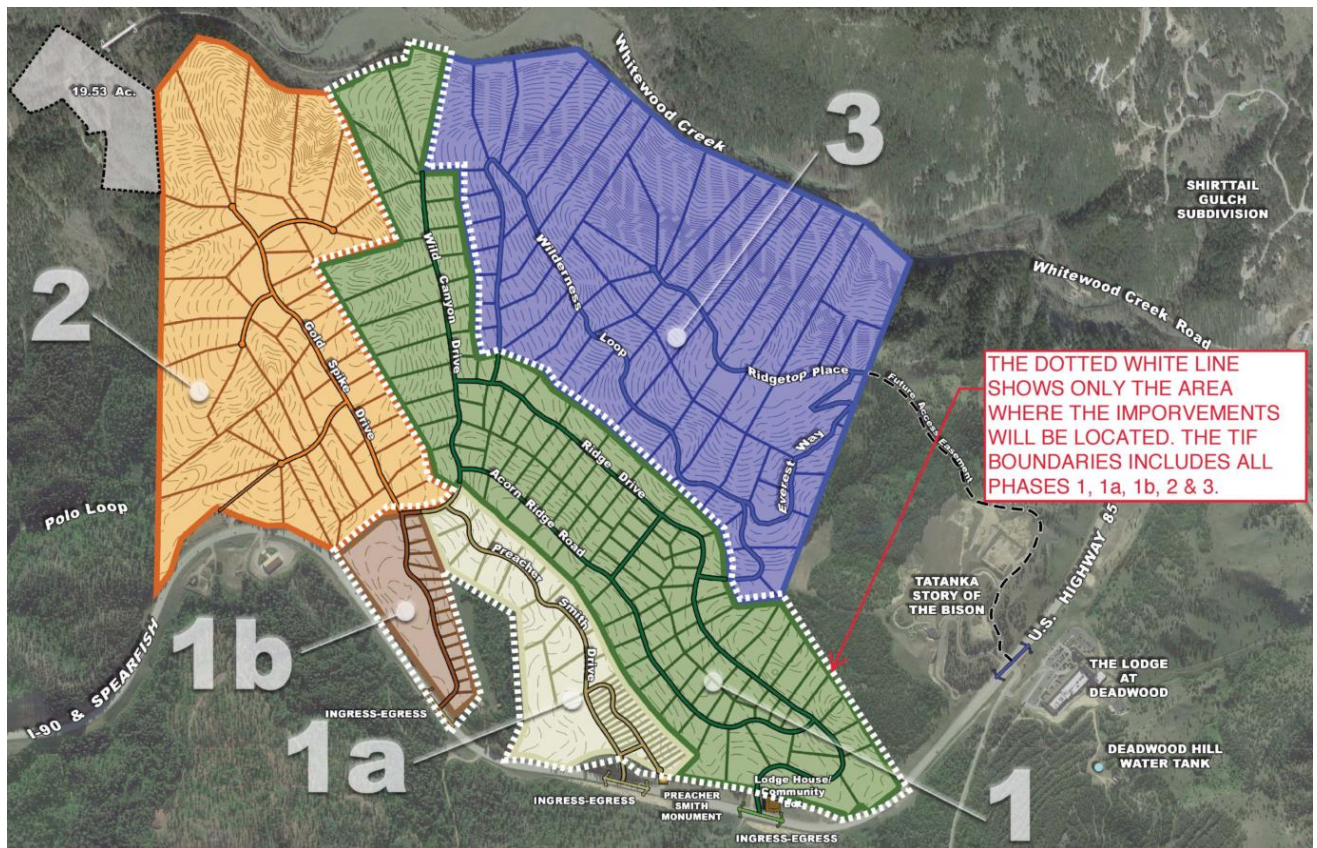 19.53 Ac.
Whitewood Creek
3
SHIRTTAIL
GULCH
SUBDIVISION
Whitewood Creek Road
2
Wild Canyon Drive
Wilderness Loop
Gold Spike Drive
Ridgetop Place
Future Access Easement
THE DOTTED WHITE LINE
SHOWS ONLY THE AREA
WHERE THE IMPORVEMENTS
WILL BE LOCATED. THE TIF
BOUNDARIES INCLUDES ALL
PHASES 1, 1a, 1b, 2 & 3.
Ridge Drive
Everest Way
Acorn Ridge Road
Polo Loop
U.S. HIGHWAY 85
Preacher Smith Drive
TATANKA
STORY OF
THE BISON
1b
THE LODGE
AT
DEADWOOD
I-90 & SPEARFISH
INGRESS-EGRESS
1a
DEADWOOD HILL
WATER TANK
Lodge House/
Community
INGRESS-EGRESS
PREACHER
SMITH
MONUMENT
1
INGRESS-EGRESS